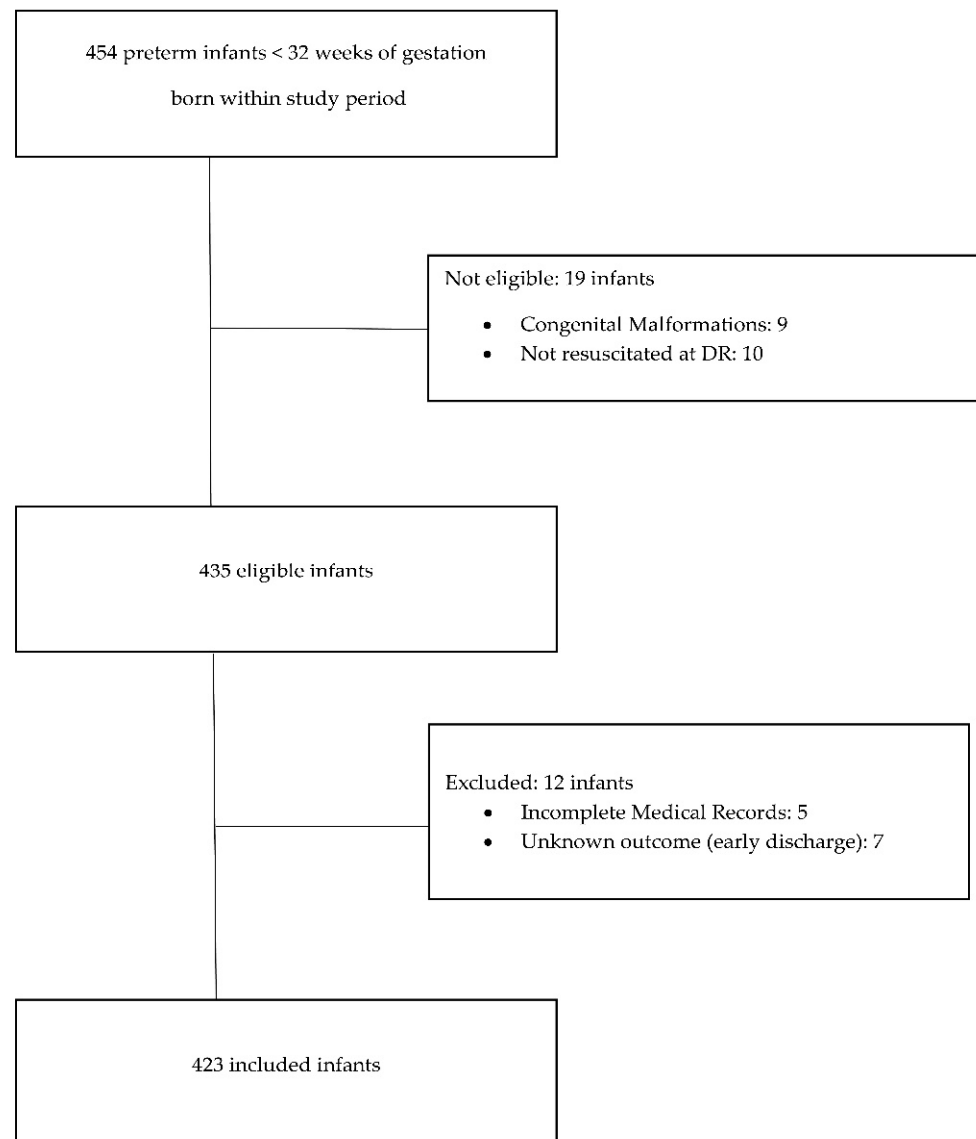 454 preterm infants < 32 weeks of gestation
born within study period
Not eligible: 19 infants
• Congenital Malformations: 9
• Not resuscitated at DR: 10
435 eligible infants
Excluded: 12 infants
• Incomplete Medical Records: 5
• Unknown outcome (early discharge): 7
423 included infants